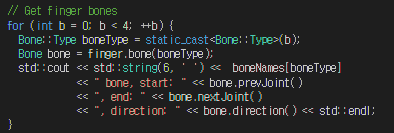 // Get finger bones
for (int b = 0; b < 4; ++b) {
  Bone::Type boneType = static_cast<Bone::Type>(b);
  Bone bone = finger.bone(boneType);
  std::cout << std::string(6, ' ') <<  boneNames[boneType]
            << " bone, start: " << bone.prevJoint()
            << ", end: " << bone.nextJoint()
            << ", direction: " << bone.direction() << std::endl;
}